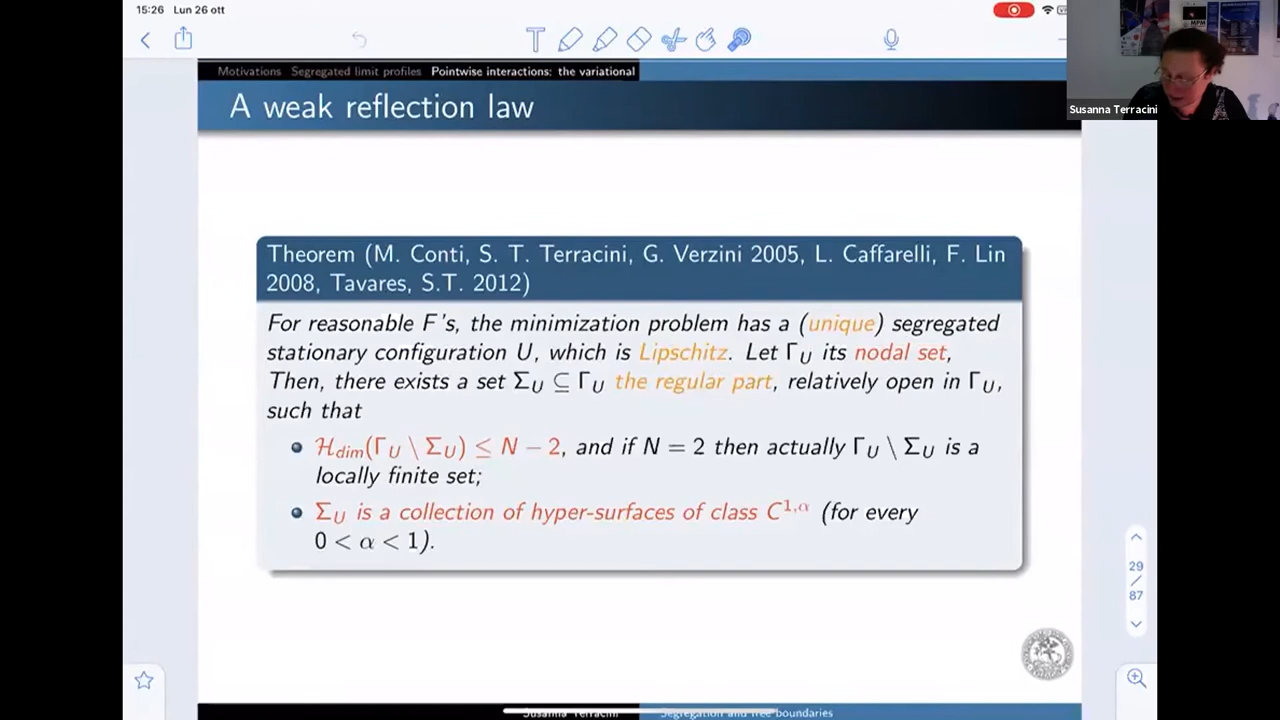 15:26 Lun 26 ott
Motivations Segregated limit profiles Pointwise interactions: the variational
A weak reflection law
Susanna Terracini
Theorem (M. Conti, S. T. Terracini, G. Verzini 2005, L. Caffarelli, F. Lin
2008, Tavares, S.T. 2012)
For reasonable F's, the minimization problem has a (unique) segregated
stationary configuration U, which is Lipschitz. Let Γ_U its nodal set,
Then, there exists a set Σ_U ⊆ Γ_U the regular part, relatively open in Γ_U,
such that
ℋ_dim(Γ_U \ Σ_U) ≤ N − 2, and if N = 2 then actually Γ_U \ Σ_U is a
locally finite set;
Σ_U is a collection of hyper-surfaces of class C^{1,α} (for every
0 < α < 1).
29
/
87
Susanna Terracini Segregation and free boundaries